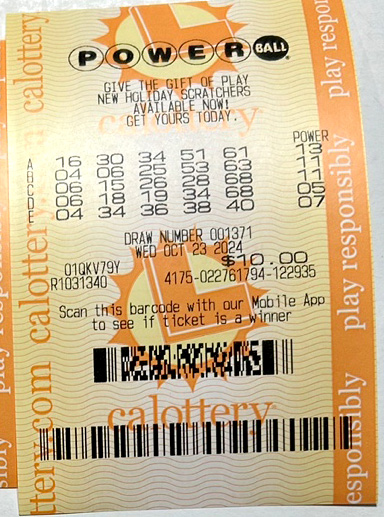 POWERBALL
GIVE THE GIFT OF PLAY
NEW HOLIDAY SCRATCHERS
AVAILABLE NOW!
GET YOURS TODAY.
calottery
POWER
A 16 30 34 51 61 13
B 04 06 25 53 63 11
C 06 15 26 28 68 11
D 06 18 19 34 68 05
E 04 34 36 38 40 07
DRAW NUMBER 001371
WED OCT 23 2024
$10.00
01QKV79Y
R1031340
4175-022761794-122935
Scan this barcode with our Mobile App
to see if ticket is a winner
calottery
calottery
calottery.com
ttery.com
play responsibly
play responsibly
esponsibly